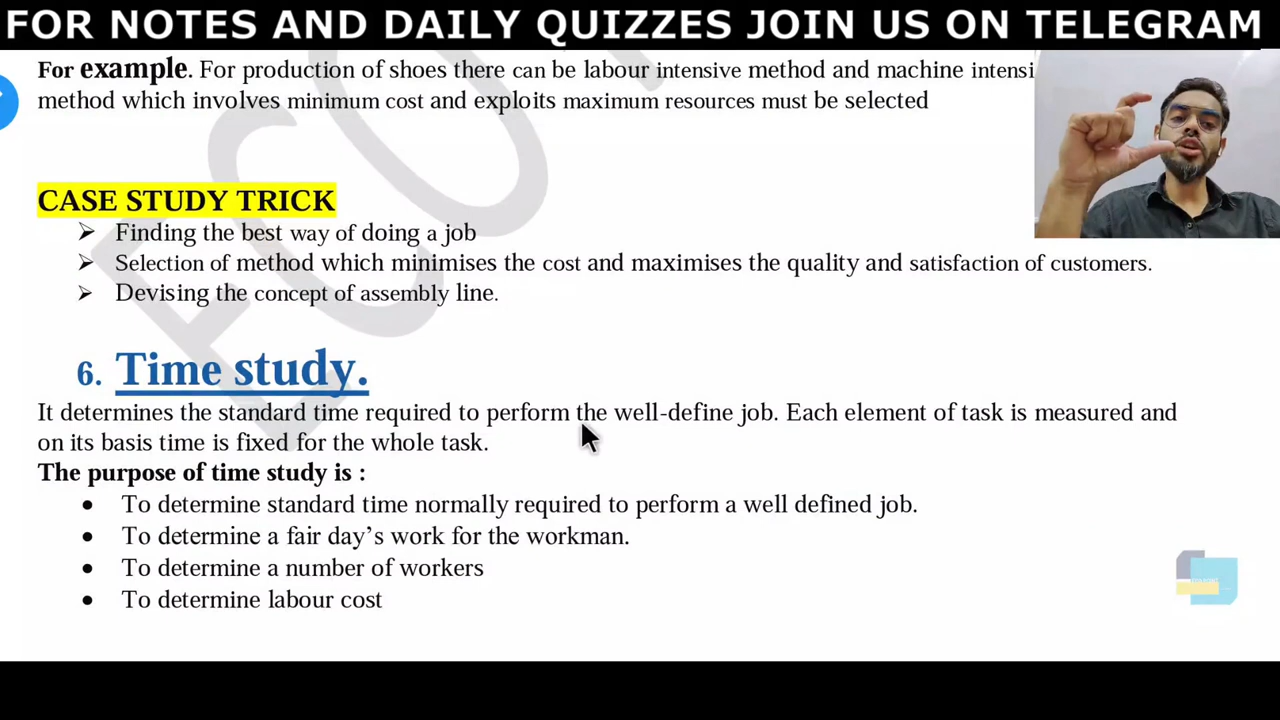 FOR NOTES AND DAILY QUIZZES JOIN US ON TELEGRAM
For example. For production of shoes there can be labour intensive method and machine intensi
method which involves minimum cost and exploits maximum resources must be selected
CASE STUDY TRICK
➢ Finding the best way of doing a job
➢ Selection of method which minimises the cost and maximises the quality and satisfaction of customers.
➢ Devising the concept of assembly line.
6. Time study.
It determines the standard time required to perform the well-define job. Each element of task is measured and
on its basis time is fixed for the whole task.
The purpose of time study is :
• To determine standard time normally required to perform a well defined job.
• To determine a fair day’s work for the workman.
• To determine a number of workers
• To determine labour cost